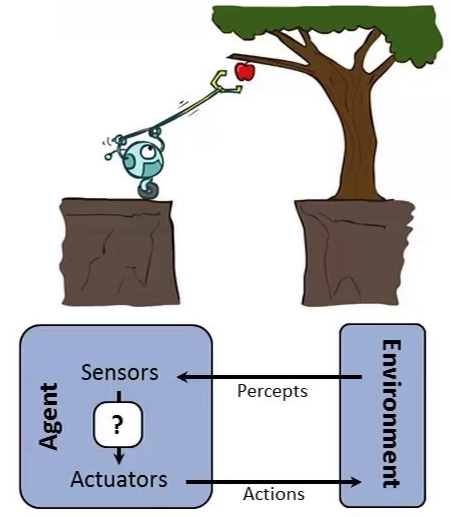 Agent
Sensors
?
Actuators
Percepts
Actions
Environment